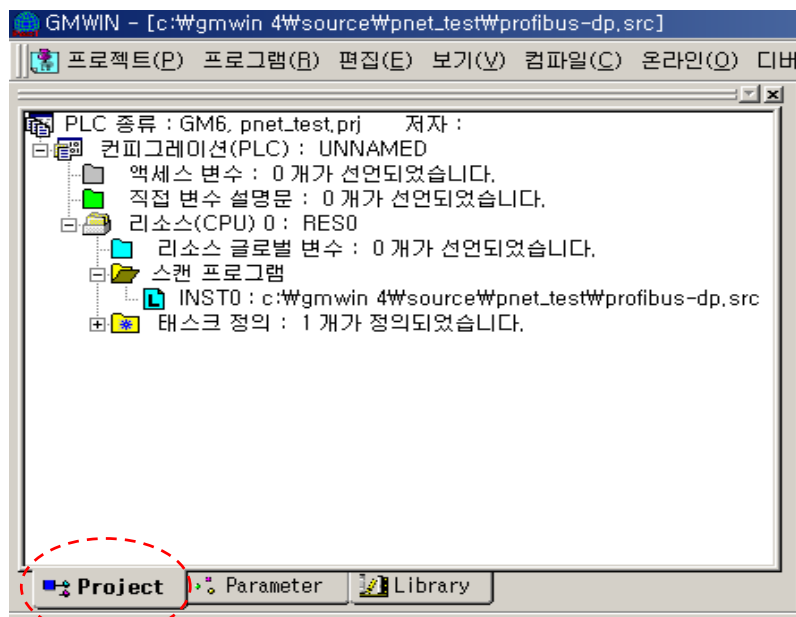 GMWIN - [c:₩gmwin 4₩source₩pnet_test₩profibus-dp.src]
프로젝트(P) 프로그램(R) 편집(E) 보기(V) 컴파일(C) 온라인(O) 디버
PLC 종류 : GM6, pnet_test.prj 저자 :
컨피그레이션(PLC) : UNNAMED
액세스 변수 : 0 개가 선언되었습니다.
직접 변수 설명문 : 0 개가 선언되었습니다.
리소스(CPU) 0 : RES0
리소스 글로벌 변수 : 0 개가 선언되었습니다.
스캔 프로그램
INST0 : c:₩gmwin 4₩source₩pnet_test₩profibus-dp.src
태스크 정의 : 1 개가 정의되었습니다.
Project Parameter Library